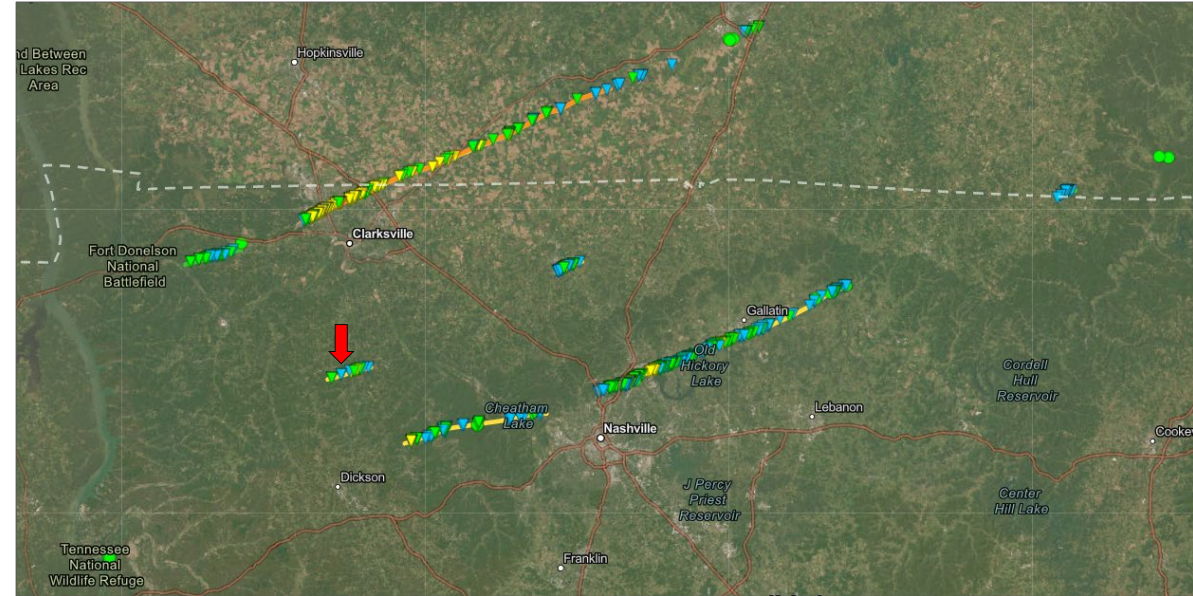 Hopkinsville
nd Between
Lakes Rec
Area
Clarksville
Fort Donelson
National
Battlefield
Gallatin
Old
Hickory
Lake
Cordell
Hull
Reservoir
Cheatham
Lake
Lebanon
Nashville
Cookev
Dickson
J Percy
Priest
Reservoir
Center
Hill Lake
Tennessee
National
Wildlife Refuge
Franklin